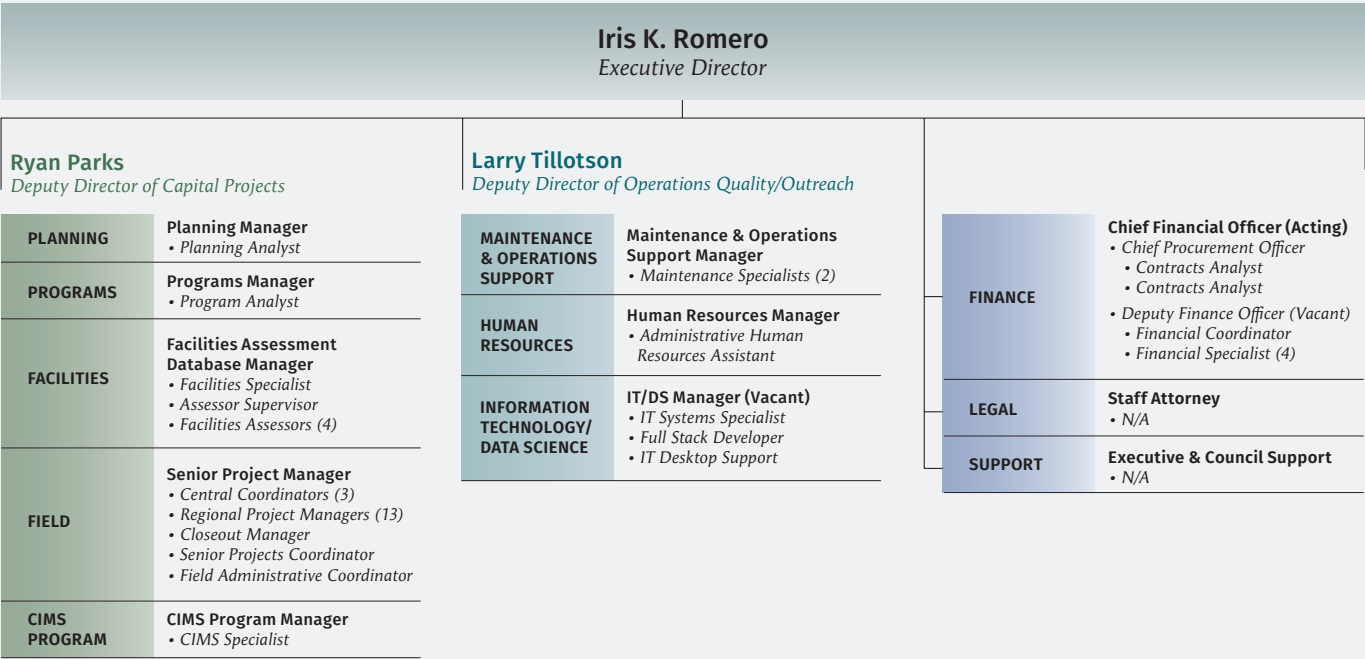 Iris K. Romero
Executive Director
Ryan Parks
Deputy Director of Capital Projects
PLANNING
Planning Manager
• Planning Analyst
PROGRAMS
Programs Manager
• Program Analyst
FACILITIES
Facilities Assessment
Database Manager
• Facilities Specialist
• Assessor Supervisor
• Facilities Assessors (4)
FIELD
Senior Project Manager
• Central Coordinators (3)
• Regional Project Managers (13)
• Closeout Manager
• Senior Projects Coordinator
• Field Administrative Coordinator
CIMS
PROGRAM
CIMS Program Manager
• CIMS Specialist
Larry Tillotson
Deputy Director of Operations Quality/Outreach
MAINTENANCE
& OPERATIONS
SUPPORT
Maintenance & Operations
Support Manager
• Maintenance Specialists (2)
HUMAN
RESOURCES
Human Resources Manager
• Administrative Human
Resources Assistant
INFORMATION
TECHNOLOGY/
DATA SCIENCE
IT/DS Manager (Vacant)
• IT Systems Specialist
• Full Stack Developer
• IT Desktop Support
FINANCE
Chief Financial Officer (Acting)
• Chief Procurement Officer
• Contracts Analyst
• Contracts Analyst
• Deputy Finance Officer (Vacant)
• Financial Coordinator
• Financial Specialist (4)
LEGAL
Staff Attorney
• N/A
SUPPORT
Executive & Council Support
• N/A